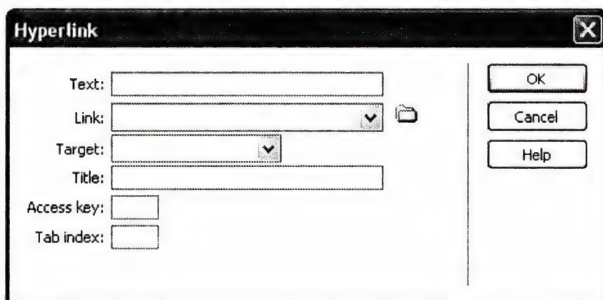 Hyperlink
Text:
OK
Link:
Cancel
Target:
Help
Title:
Access key:
Tab index: